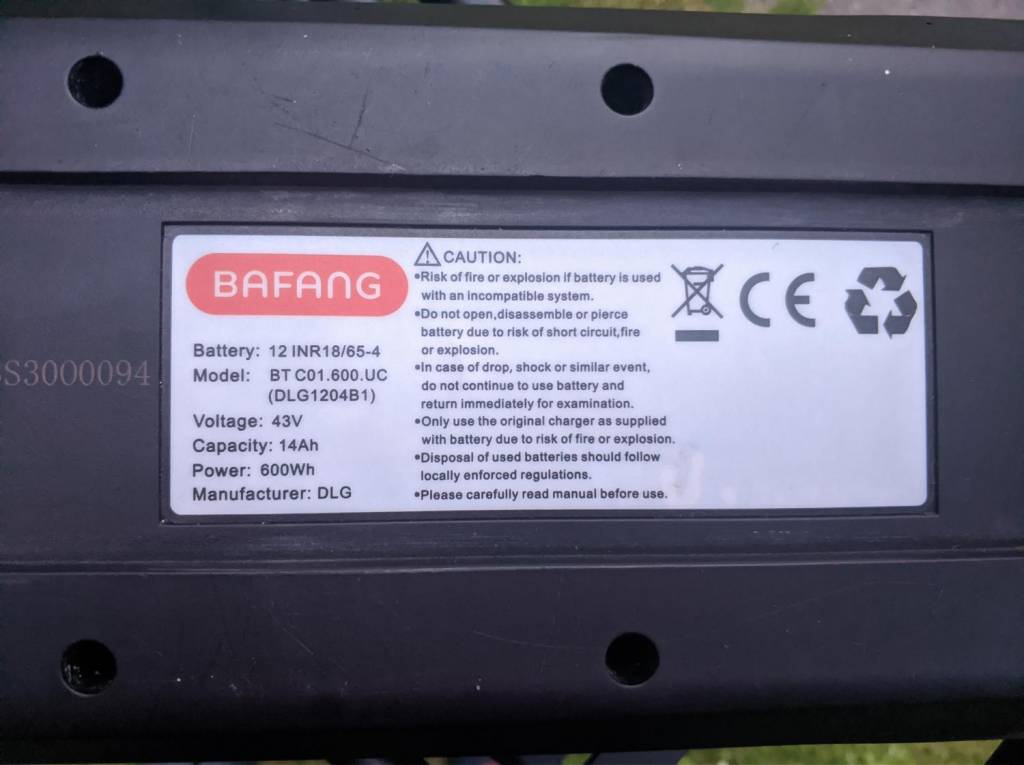 BAFANG
Battery: 12 INR18/65-4
Model: BT C01.600.UC
(DLG1204B1)
Voltage: 43V
Capacity: 14Ah
Power: 600Wh
Manufacturer: DLG
CAUTION:
•Risk of fire or explosion if battery is used
with an incompatible system.
•Do not open,disassemble or pierce
battery due to risk of short circuit,fire
or explosion.
•In case of drop, shock or similar event,
do not continue to use battery and
return immediately for examination.
•Only use the original charger as supplied
with battery due to risk of fire or explosion.
•Disposal of used batteries should follow
locally enforced regulations.
•Please carefully read manual before use.
CE
S3000094